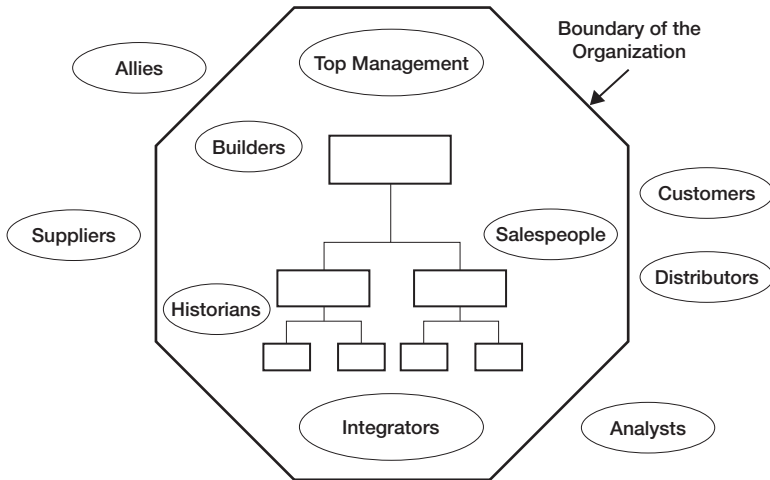 Boundary of the
Organization
Allies
Top Management
Builders
Customers
Suppliers
Salespeople
Distributors
Historians
Integrators
Analysts